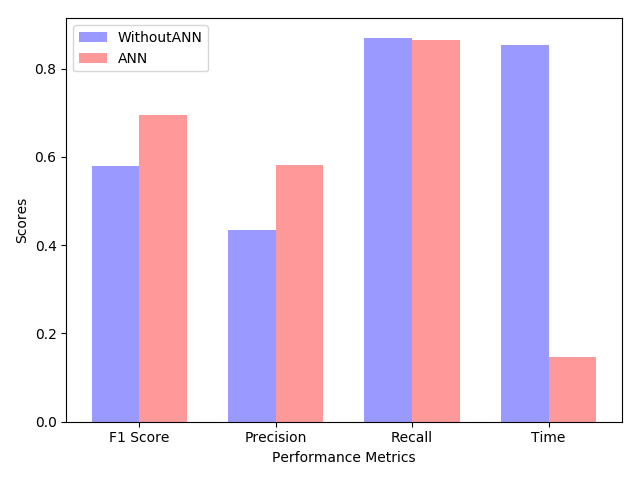 WithoutANN
ANN
Scores
0.8
0.6
0.4
0.2
0.0
F1 Score
Precision
Recall
Time
Performance Metrics